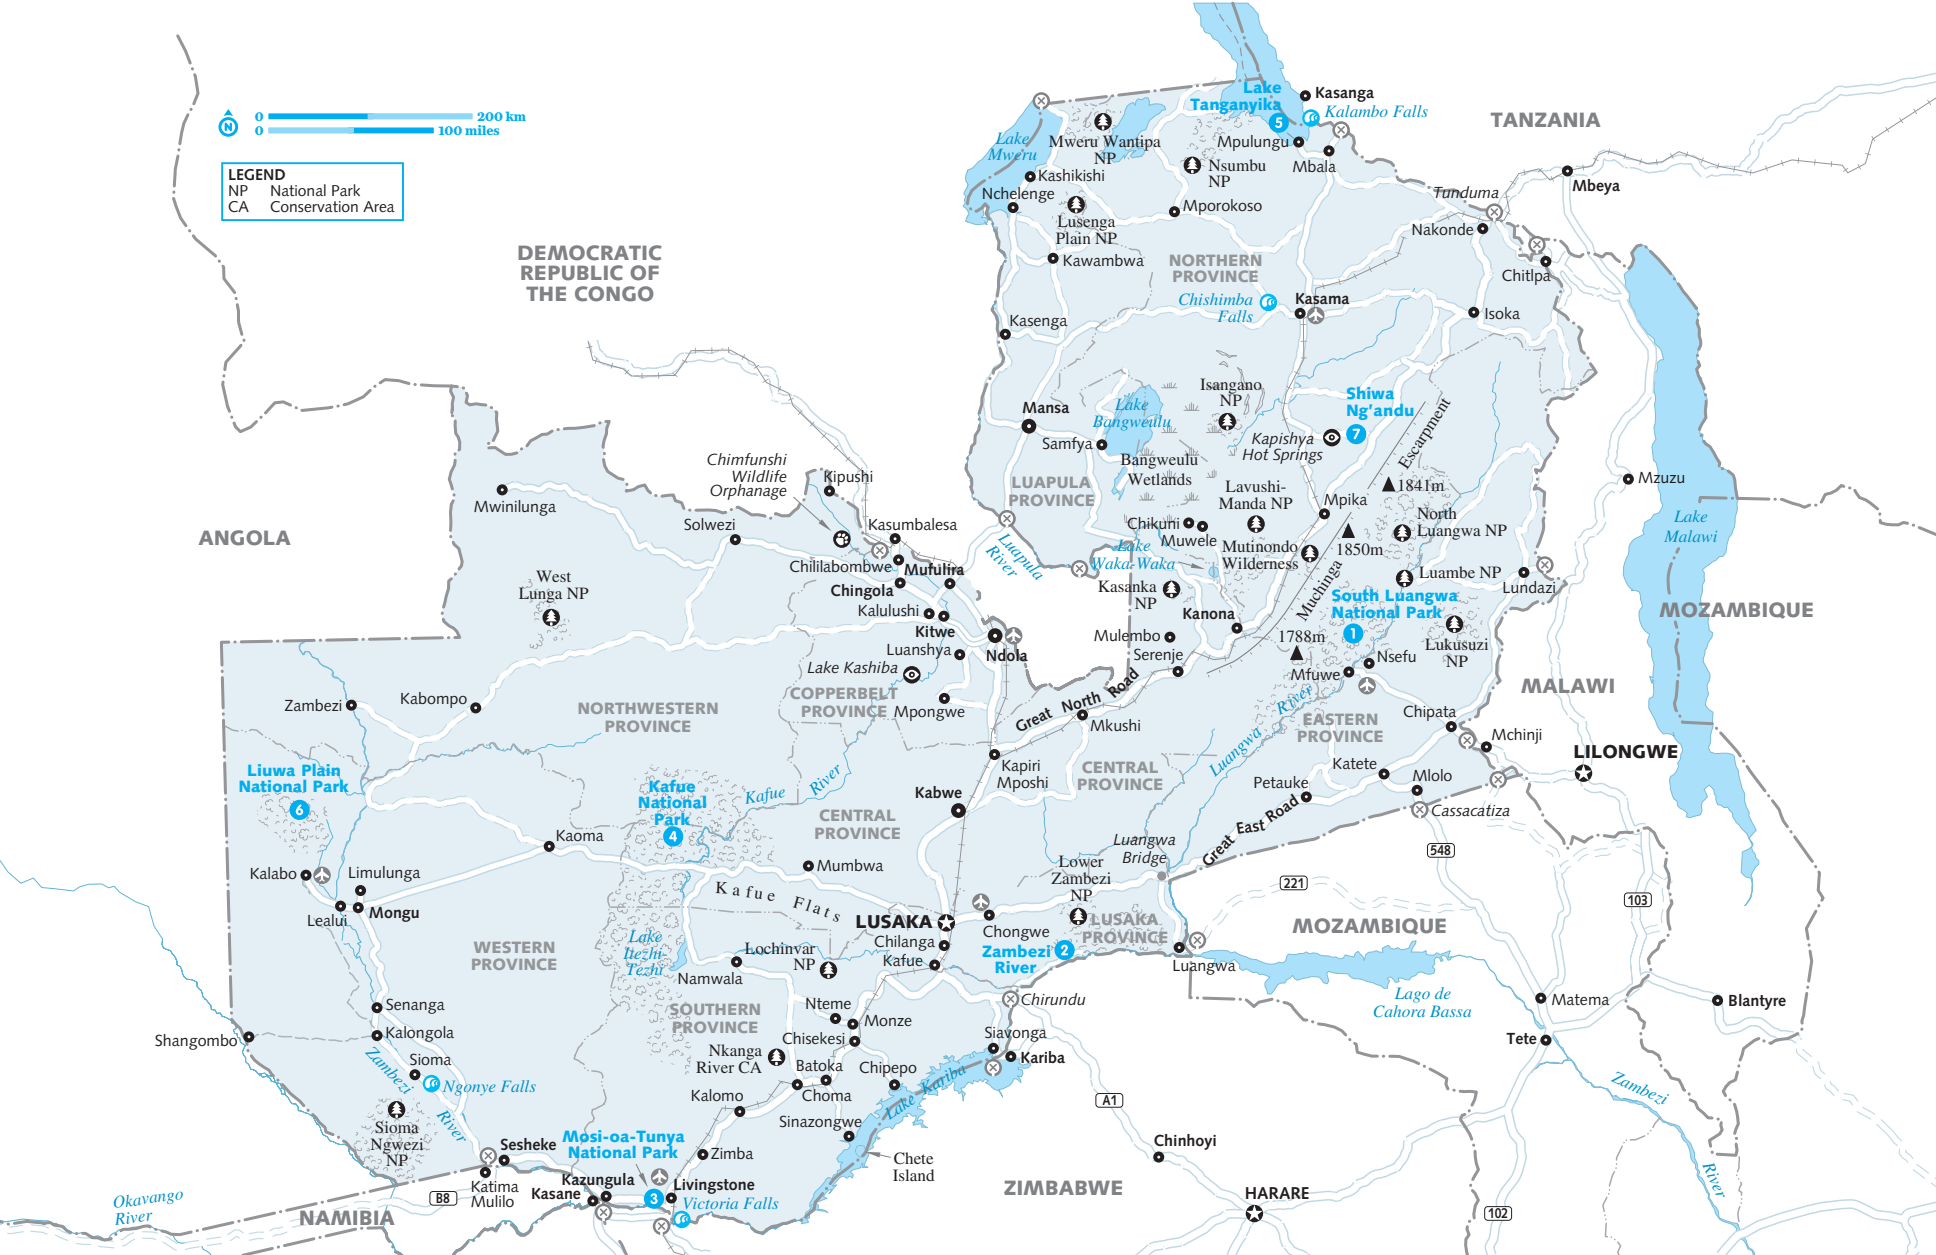 0 200 km
0 100 miles
N
LEGEND
NP National Park
CA Conservation Area
DEMOCRATIC
REPUBLIC OF
THE CONGO
TANZANIA
ANGOLA
MALAWI
MOZAMBIQUE
MOZAMBIQUE
ZIMBABWE
NAMIBIA
Lake
Tanganyika
5
Kasanga
Kalambo Falls
Mpulungu
Mbala
Lake
Mweru
Mweru Wantipa
NP
Nsumbu
NP
Kashikishi
Nchelenge
Lusenga
Plain NP
Mporokoso
Kawambwa
Tunduma
Mbeya
Nakonde
Chitlpa
NORTHERN
PROVINCE
Chishimba
Falls
Kasama
Isoka
Kasenga
Isangano
NP
Shiwa
Ng'andu
7
Mansa
Lake
Bangweulu
Samfya
Kapishya
Hot Springs
Escarpment
Bangweulu
Wetlands
LUAPULA
PROVINCE
Lavushi-
Manda NP
Mpika
1841m
North
Luangwa NP
Mzuzu
Lake
Malawi
Chikuni
Muwele
Mutinondo
Wilderness
1850m
Muchinga
Lake
Waka-Waka
Luapula
River
Kasanka
NP
Luambe NP
Lundazi
South Luangwa
National Park
1
Kanona
Mulembo
Serenje
1788m
Lukusuzi
NP
Nsefu
Mfuwe
Chimfunshi
Wildlife
Orphanage
Kipushi
Mwinilunga
Solwezi
Kasumbalesa
Chililabombwe
Mufulira
Chingola
Kalulushi
Kitwe
Luanshya
Ndola
West
Lunga NP
Lake Kashiba
COPPERBELT
PROVINCE
Mpongwe
Great North Road
Mkushi
Zambezi
Kabompo
NORTHWESTERN
PROVINCE
Kapiri
Mposhi
CENTRAL
PROVINCE
Luangwa
River
EASTERN
PROVINCE
Chipata
Mchinji
LILONGWE
Katete
Mlolo
Petauke
Cassacatiza
Great East Road
Liuwa Plain
National Park
6
Kafue
National
Park
4
Kafue
River
Kabwe
CENTRAL
PROVINCE
Kaoma
Mumbwa
Luangwa
Bridge
Lower
Zambezi
NP
548
221
103
Kalabo
Limulunga
Lealui
Mongu
Kafue Flats
LUSAKA
Chongwe
Chilanga
Kafue
LUSAKA
PROVINCE
Zambezi
River
2
Luangwa
WESTERN
PROVINCE
Lake
Itezhi-
Tezhi
Lochinvar
NP
Namwala
Lago de
Cahora Bassa
Matema
Blantyre
Tete
Senanga
Kalongola
Shangombo
SOUTHERN
PROVINCE
Nteme
Monze
Chisekesi
Chirundu
Siavonga
Kariba
Sioma
Ngonye Falls
Zambezi
River
Nkanga
River CA
Batoka
Chipepo
Choma
Lake Kariba
Kalomo
Sinazongwe
A1
Zambezi
River
Sioma
Ngwezi
NP
Mosi-oa-Tunya
National Park
Sesheke
Zimba
Chete
Island
Chinhoyi
Katima
Mulilo
Kazungula
Kasane
3
Livingstone
Victoria Falls
B8
Okavango
River
HARARE
102